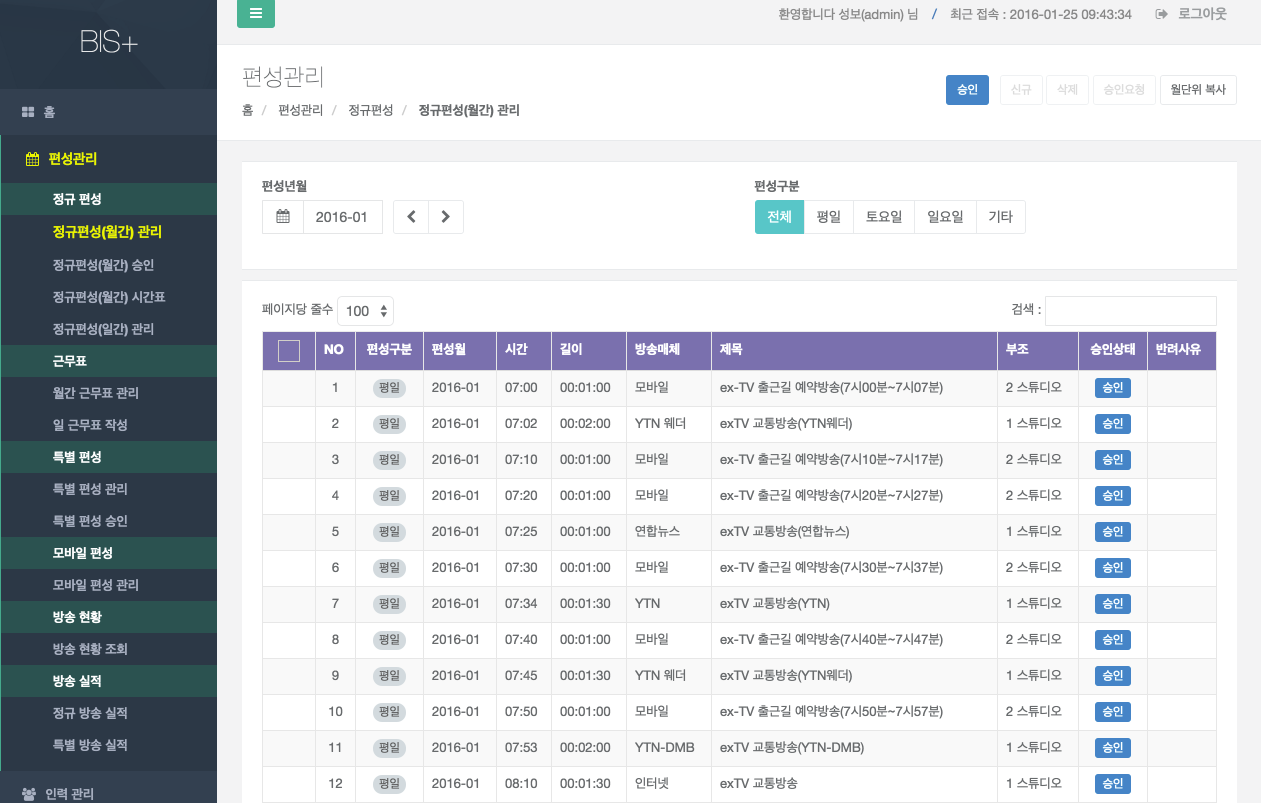 BIS+
환영합니다 성보(admin) 님 / 최근 접속 : 2016-01-25 09:43:34 로그아웃
홈
편성관리
정규 편성
정규편성(월간) 관리
정규편성(월간) 승인
정규편성(월간) 시간표
정규편성(일간) 관리
근무표
월간 근무표 관리
일 근무표 작성
특별 편성
특별 편성 관리
특별 편성 승인
모바일 편성
모바일 편성 관리
방송 현황
방송 현황 조회
방송 실적
정규 방송 실적
특별 방송 실적
인력 관리
편성관리
홈 / 편성관리 / 정규편성 / 정규편성(월간) 관리
승인 신규 삭제 승인요청 월단위 복사
편성년월
2016-01
편성구분
전체 평일 토요일 일요일 기타
페이지당 줄수 100
검색 :
NO 편성구분 편성월 시간 길이 방송매체 제목 부조 승인상태 반려사유
1 평일 2016-01 07:00 00:01:00 모바일 ex-TV 출근길 예약방송(7시00분~7시07분) 2 스튜디오 승인
2 평일 2016-01 07:02 00:02:00 YTN 웨더 exTV 교통방송(YTN웨더) 1 스튜디오 승인
3 평일 2016-01 07:10 00:01:00 모바일 ex-TV 출근길 예약방송(7시10분~7시17분) 2 스튜디오 승인
4 평일 2016-01 07:20 00:01:00 모바일 ex-TV 출근길 예약방송(7시20분~7시27분) 2 스튜디오 승인
5 평일 2016-01 07:25 00:01:00 연합뉴스 exTV 교통방송(연합뉴스) 1 스튜디오 승인
6 평일 2016-01 07:30 00:01:00 모바일 ex-TV 출근길 예약방송(7시30분~7시37분) 2 스튜디오 승인
7 평일 2016-01 07:34 00:01:30 YTN exTV 교통방송(YTN) 1 스튜디오 승인
8 평일 2016-01 07:40 00:01:00 모바일 ex-TV 출근길 예약방송(7시40분~7시47분) 2 스튜디오 승인
9 평일 2016-01 07:45 00:01:30 YTN 웨더 exTV 교통방송(YTN웨더) 1 스튜디오 승인
10 평일 2016-01 07:50 00:01:00 모바일 ex-TV 출근길 예약방송(7시50분~7시57분) 2 스튜디오 승인
11 평일 2016-01 07:53 00:02:00 YTN-DMB exTV 교통방송(YTN-DMB) 1 스튜디오 승인
12 평일 2016-01 08:10 00:01:30 인터넷 exTV 교통방송 1 스튜디오 승인